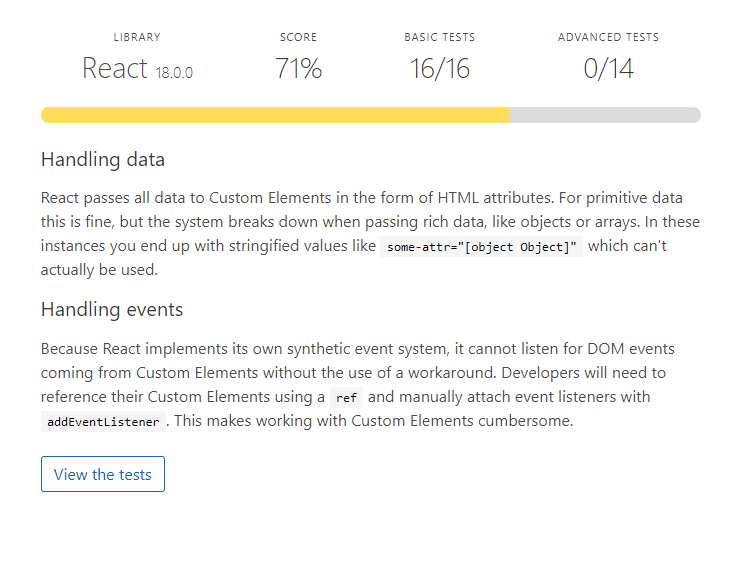 LIBRARY SCORE BASIC TESTS ADVANCED TESTS
React 18.0.0 71% 16/16 0/14
Handling data
React passes all data to Custom Elements in the form of HTML attributes. For primitive data
this is fine, but the system breaks down when passing rich data, like objects or arrays. In these
instances you end up with stringified values like some-attr="[object Object]" which can't
actually be used.
Handling events
Because React implements its own synthetic event system, it cannot listen for DOM events
coming from Custom Elements without the use of a workaround. Developers will need to
reference their Custom Elements using a ref and manually attach event listeners with
addEventListener . This makes working with Custom Elements cumbersome.
View the tests